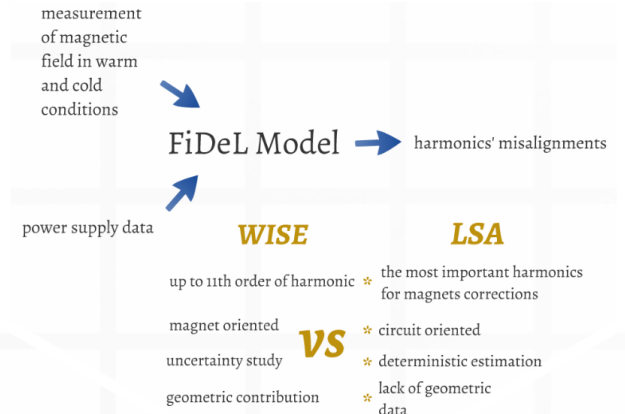 measurement
of magnetic
field in warm
and cold
conditions
FiDeL Model
harmonics' misalignments
power supply data
WISE
LSA
up to 11th order of harmonic * the most important harmonics
for magnets corrections
magnet oriented
vs
* circuit oriented
uncertainty study
* deterministic estimation
geometric contribution
* lack of geometric
data